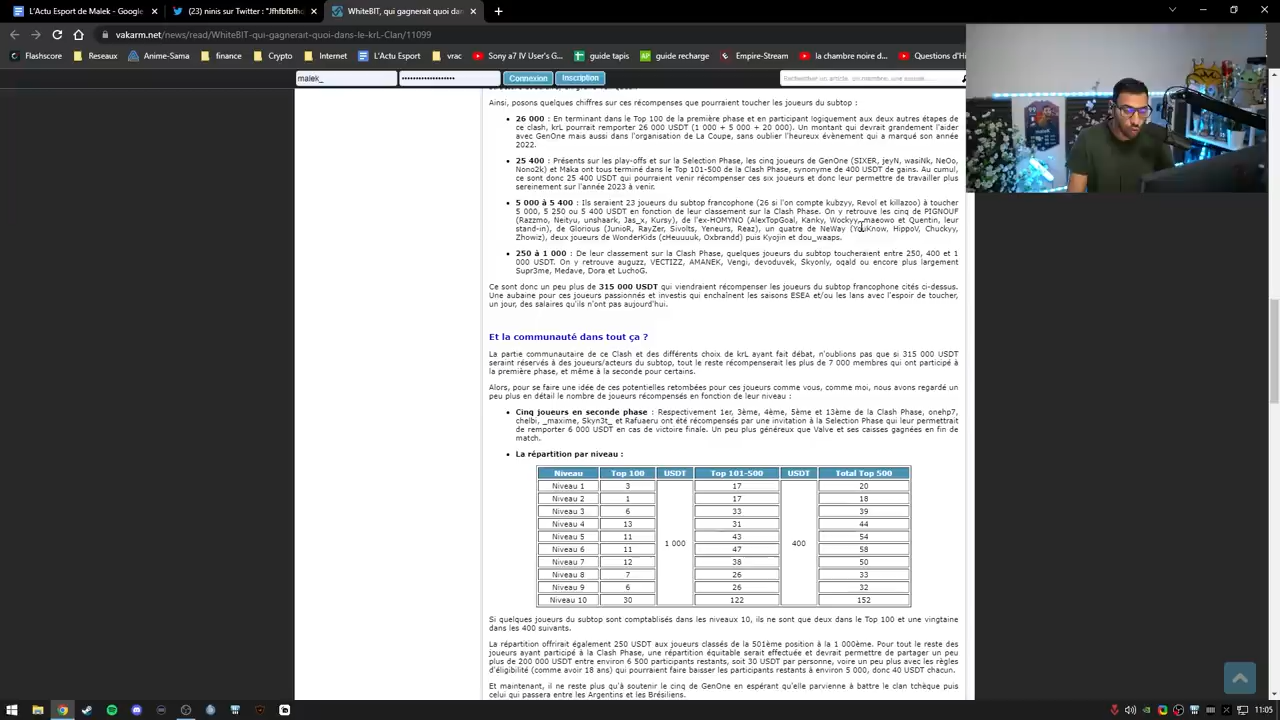 L'Actu Esport de Malek - Google D
(23) ninis sur Twitter : "Jfhfbfhbd
WhiteBIT - qui gagnerait-quoi da
vakarm.net/news/read/WhiteBIT-qui-gagnerait-quoi-dans-le-krL-Clan/11099
Flashscore
Berserk
Anime-Sama
Crypto
Internat
L'Actu Esport
vrac
Sony a7 IV User's G...
guide tapis
guide recharge
Empire-Stream
la chambre noire d...
Questions d'H
malek_
Connexion
Inscription
Rechercher un article, un membre, une equipe...
Ainsi, posons quelques chiffres sur ces récompenses que pourraient toucher les joueurs du subtop :
26 000 : En terminant dans le Top 100 de la première phase et en participant logiquement aux deux autres étapes de
ce clash, krL pourrait remporter 26 000 USDT (1 000 + 5 000 + 20 000). Un montant qui devrait grandement l'aider
avec GenOne mais aussi dans l'organisation de La Coupe, sans oublier l'heureux évènement qui a marqué son année
2022.
25 400 : Présents sur les play-offs et sur la Selection Phase, les cinq joueurs de GenOne (SIXER, jeyN, wasiNk, NeOo,
Nono2k) et Maka ont tous terminé dans le Top 101-500 de la Clash Phase, synonyme de 400 USDT de gains. Au cumul,
ce sont donc 25 400 USDT qui pourraient venir récompenser ces six joueurs et donc leur permettre de travailler plus
sereinement sur l'année 2023 à venir.
5 000 à 5 400 : Ils seraient 23 joueurs du subtop francophone (26 si l'on compte kubzyy, Revol et killazoo) à toucher
5 000, 5 250 ou 5 400 USDT en fonction de leur classement sur la Clash Phase. On y retrouve les cinq de PIGNOUF
(Razzmo, Neityu, unshaark, Jas_x, Kursy), de l'ex-HOMYNO (AlexTopGoal, Kanky, Wockyy, maeowo et Quentin, leur
stand-in), de Glorious (JunioR, RayZer, Sivolts, Yeneurs, Reaz), un quatre de NeWay (YouKnow, HippoV, Chuckyy,
Zhowiz), deux joueurs de WonderKids (cHeuuuuk, Oxbrandd) puis Kyojin et dou_waaps.
250 à 1 000 : De leur classement sur la Clash Phase, quelques joueurs du subtop toucheraient entre 250, 400 et 1
000 USDT. On y retrouve auguzz, VECTIZZ, AMANEK, Vengi, devoduvek, Skyonly, oqald ou encore plus largement
Supr3me, Medave, Dora et LuchoG.
Ce sont donc un peu plus de 315 000 USDT qui viendraient récompenser les joueurs du subtop francophone cités ci-dessus.
Une aubaine pour ces joueurs passionnés et investis qui enchaînent les saisons ESEA et/ou les lans avec l'espoir de toucher,
un jour, des salaires qu'ils n'ont pas aujourd'hui.
Et la communauté dans tout ça ?
La partie communautaire de ce Clash et des différents choix de krL ayant fait débat, n'oublions pas que si 315 000 USDT
seraient réservés à des joueurs/acteurs du subtop, tout le reste récompenserait les plus de 7 000 membres qui ont participé à
la première phase, et même à la seconde pour certains.
Alors, pour se faire une idée de ces potentielles retombées pour ces joueurs comme vous, comme moi, nous avons regardé un
peu plus en détail le nombre de joueurs récompensés en fonction de leur niveau :
Cinq joueurs en seconde phase : Respectivement 1er, 3ème, 4ème, 5ème et 13ème de la Clash Phase, onehp7,
chelbi, _maxime, Skyn3t_ et Rafuaeru ont été récompensés par une invitation à la Selection Phase qui leur permettrait
de remporter 6 000 USDT en cas de victoire finale. Un peu plus généreux que Valve et ses caisses gagnées en fin de
match.
La répartition par niveau :
Niveau Top 100 USDT Top 101-500 USDT Total Top 500
Niveau 1 3 17 20
Niveau 2 1 17 18
Niveau 3 6 33 39
Niveau 4 13 31 44
Niveau 5 11 43 54
1 000 400
Niveau 6 11 47 58
Niveau 7 12 38 50
Niveau 8 7 26 33
Niveau 9 6 26 32
Niveau 10 30 122 152
Si quelques joueurs du subtop sont comptablisés dans les niveaux 10, ils ne sont que deux dans le Top 100 et une vingtaine
dans les 400 suivants.
La répartition offrirait également 250 USDT aux joueurs classés de la 501ème position à la 1 000ème. Pour tout le reste des
joueurs ayant participé à la Clash Phase, une répartition équitable serait effectuée et devrait permettre de partager un peu
plus de 200 000 USDT entre environ 6 500 participants restants, soit 30 USDT par personne, voire un peu plus avec les règles
d'éligibilité (comme avoir 18 ans) qui pourraient faire baisser les participants restants à environ 5 000, donc 40 USDT chacun.
Et maintenant, il ne reste plus qu'à soutenir le cinq de GenOne en espérant qu'elle parvienne à battre le clan tchèque puis
celui qui passera entre les Argentins et les Brésiliens.
11:05